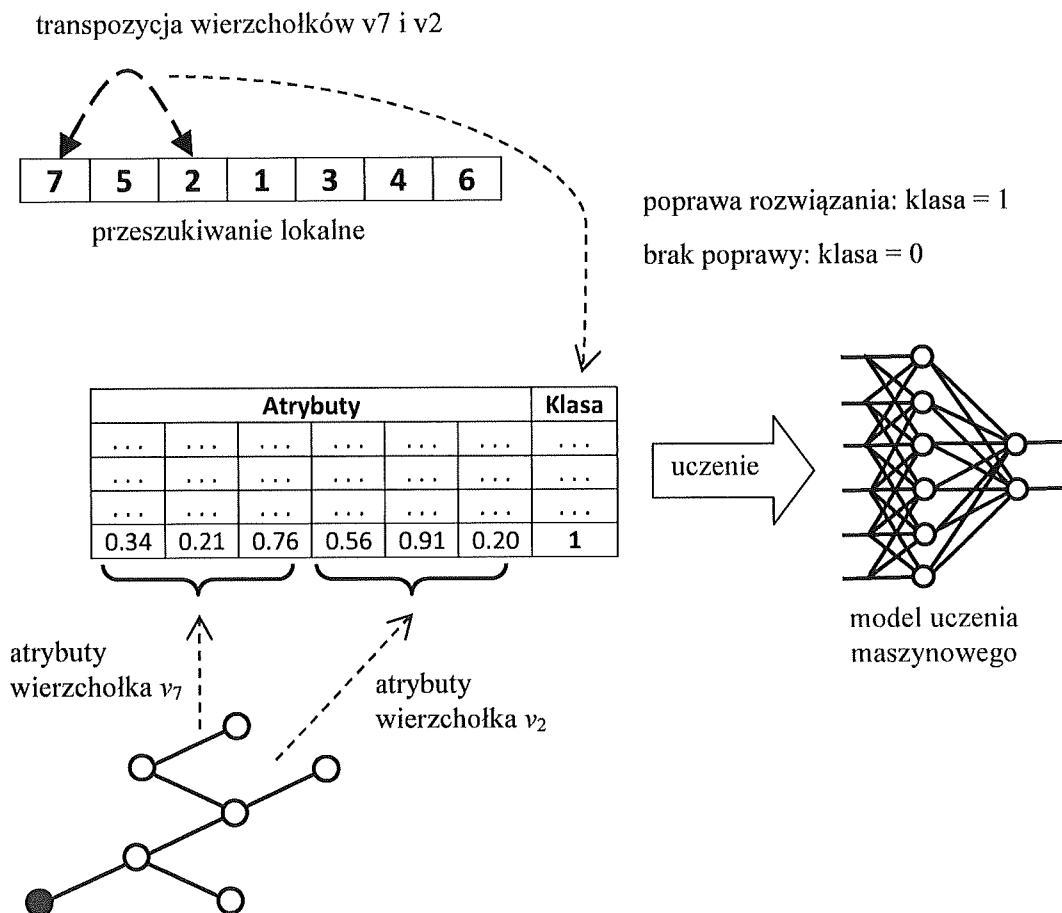 transpozycja wierzchołków v7 i v2
7 5 2 1 3 4 6
przeszukiwanie lokalne
poprawa rozwiązania: klasa = 1
brak poprawy: klasa = 0
Atrybuty Klasa
... ... ... ... ... ... ...
... ... ... ... ... ... ...
... ... ... ... ... ... ...
0.34 0.21 0.76 0.56 0.91 0.20 1
uczenie
model uczenia
maszynowego
atrybuty
wierzchołka v7
atrybuty
wierzchołka v2